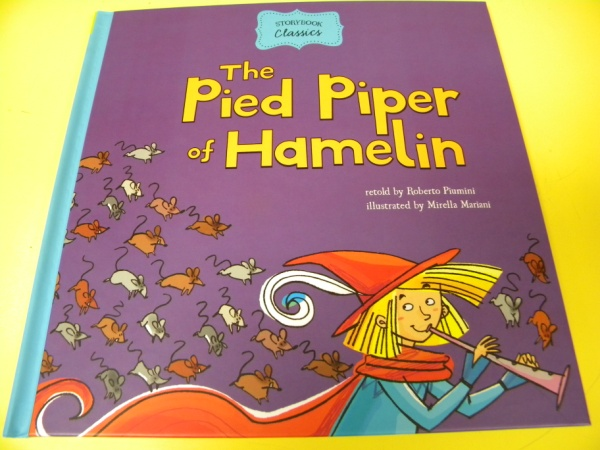 STORYBOOK
Classics
The
Pied Piper
of Hamelin
retold by Roberto Piumini
illustrated by Mirella Mariani